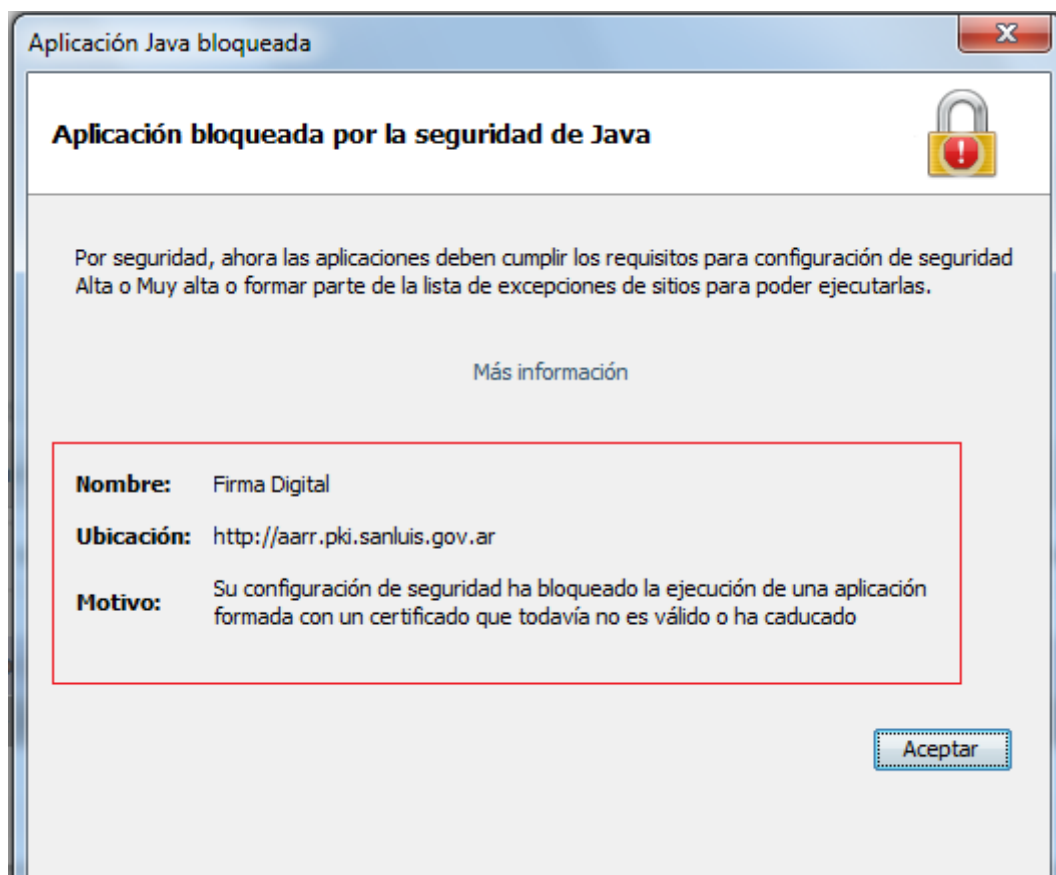 Aplicación Java bloqueada
Aplicación bloqueada por la seguridad de Java
Por seguridad, ahora las aplicaciones deben cumplir los requisitos para configuración de seguridad
Alta o Muy alta o formar parte de la lista de excepciones de sitios para poder ejecutarlas.
Más información
Nombre: Firma Digital
Ubicación: http://aarr.pki.sanluis.gov.ar
Motivo: Su configuración de seguridad ha bloqueado la ejecución de una aplicación
formada con un certificado que todavía no es válido o ha caducado
Aceptar